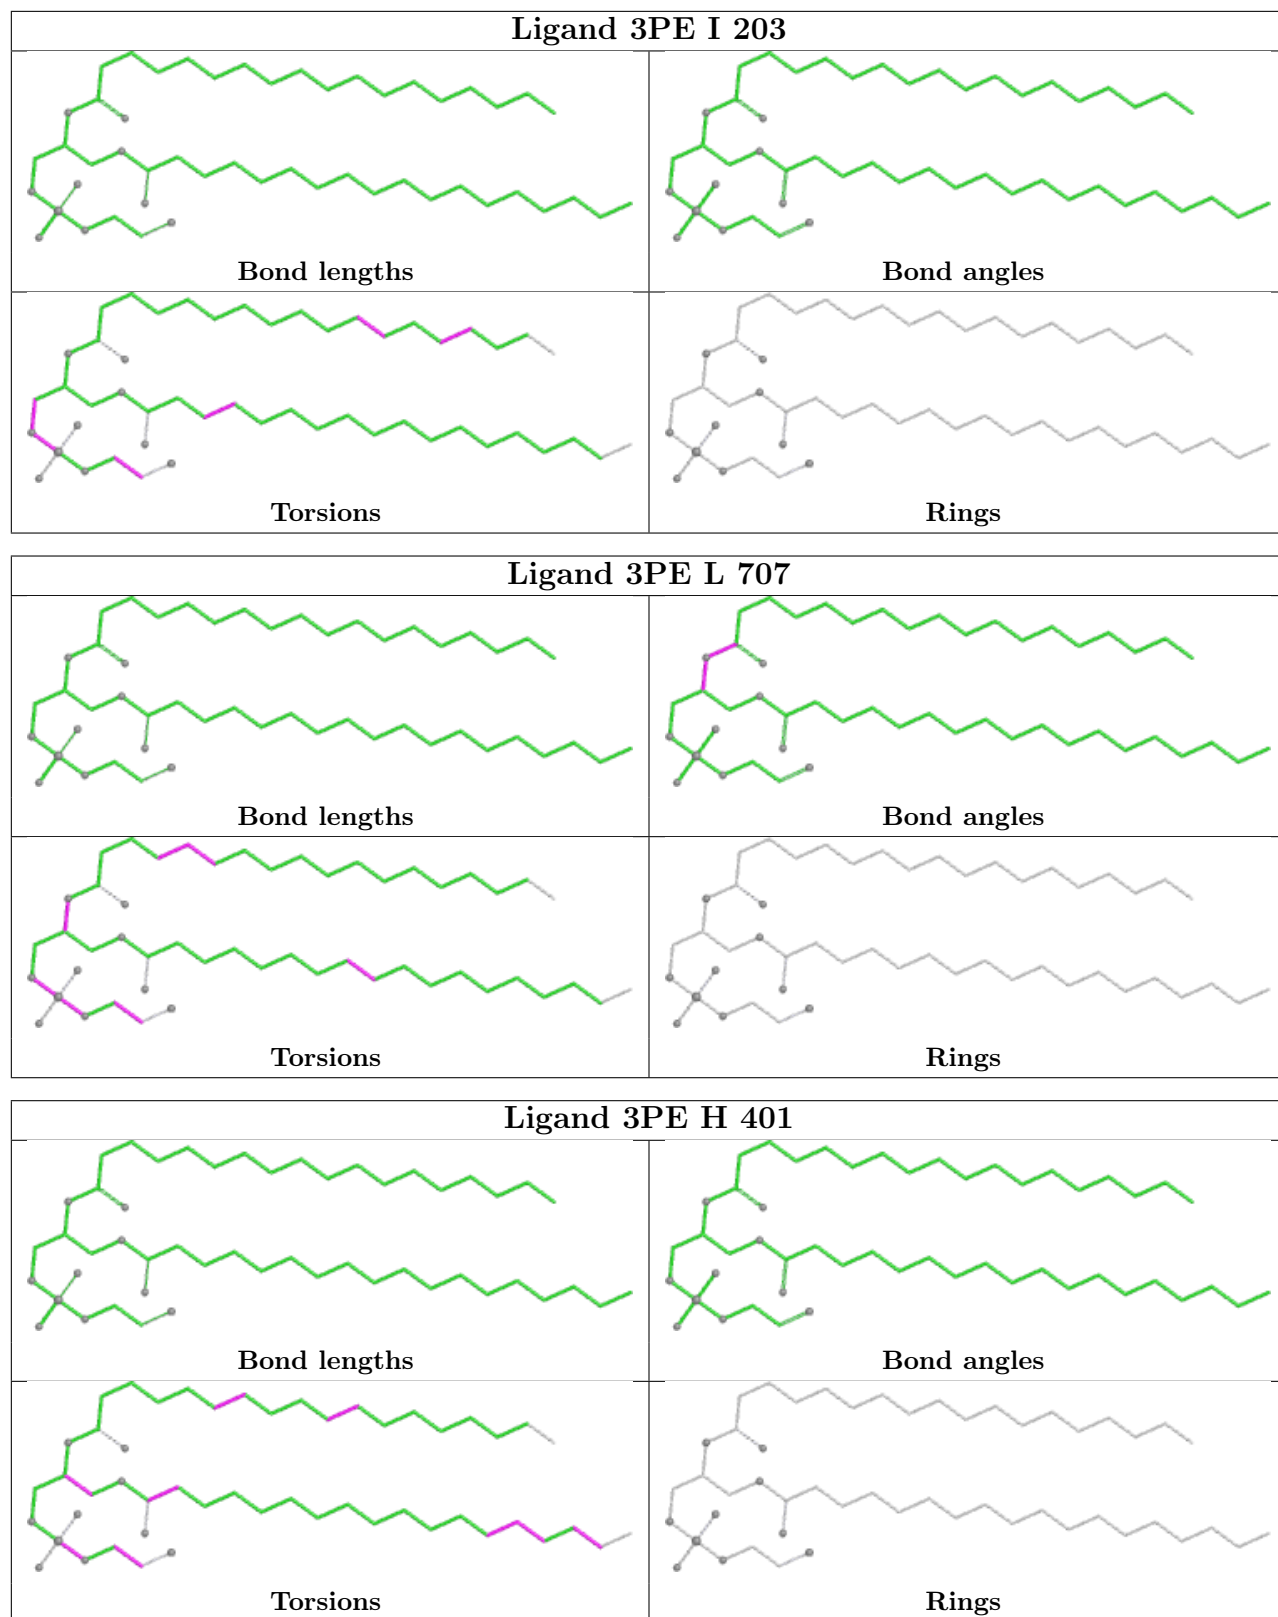 Ligand 3PE I 203
Bond lengths
Bond angles
Torsions
Rings
Ligand 3PE L 707
Bond lengths
Bond angles
Torsions
Rings
Ligand 3PE H 401
Bond lengths
Bond angles
Torsions
Rings